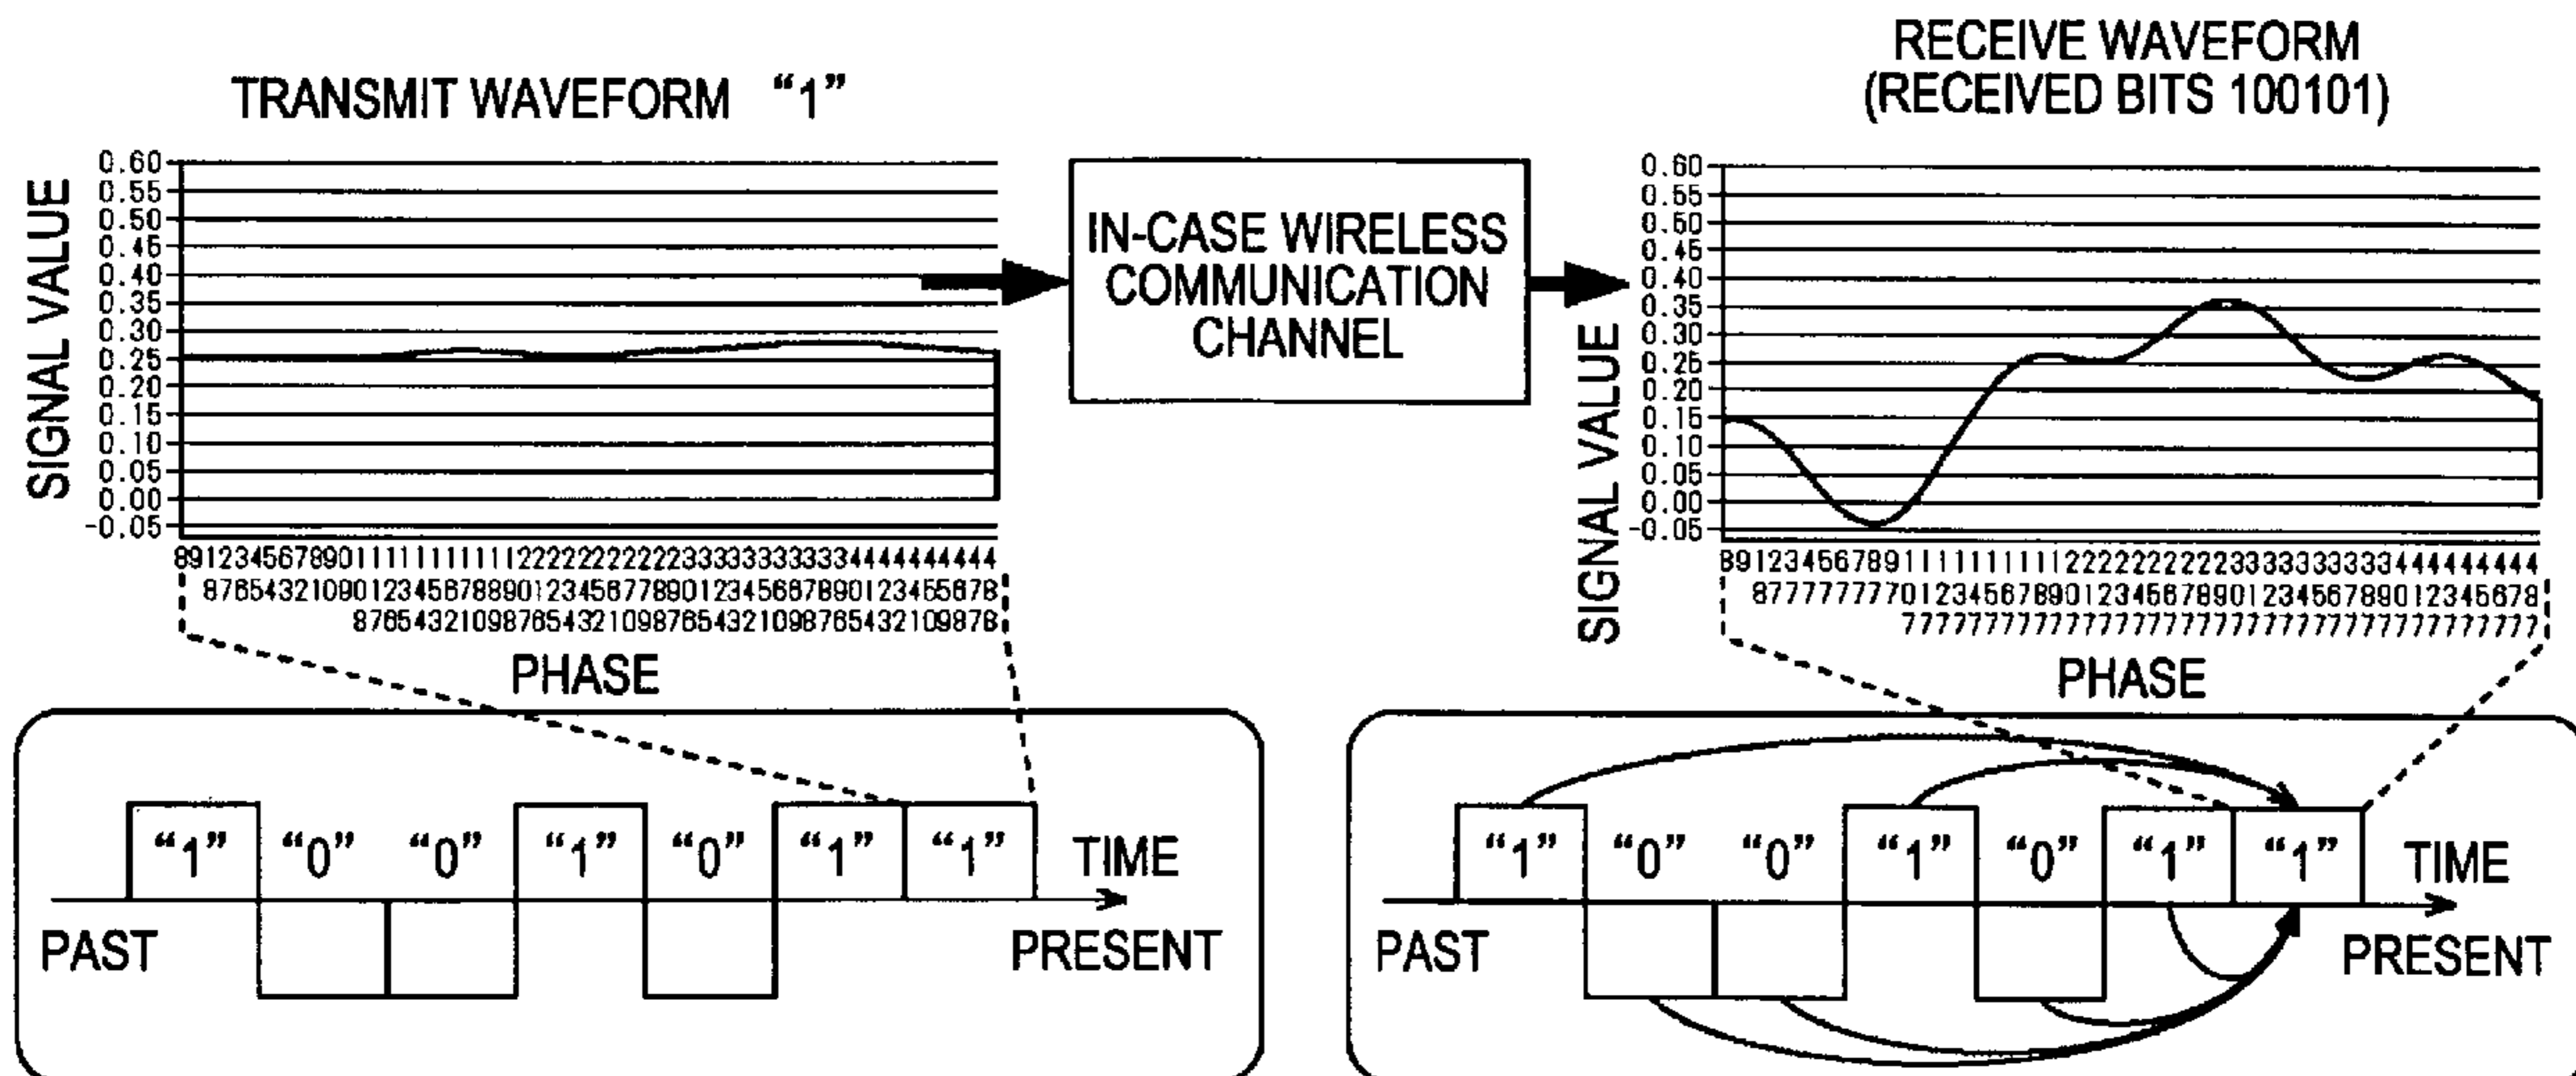 TRANSMIT WAVEFORM “1”
SIGNAL VALUE
0.60
0.55
0.50
0.45
0.40
0.35
0.30
0.25
0.20
0.15
0.10
0.05
0.00
-0.05
PHASE
IN-CASE WIRELESS
COMMUNICATION
CHANNEL
RECEIVE WAVEFORM
(RECEIVED BITS 100101)
SIGNAL VALUE
0.60
0.55
0.50
0.45
0.40
0.35
0.30
0.25
0.20
0.15
0.10
0.05
0.00
-0.05
PHASE
“1” “0” “0” “1” “0” “1” “1” TIME
PAST PRESENT
“1” “0” “0” “1” “0” “1” “1” TIME
PAST PRESENT